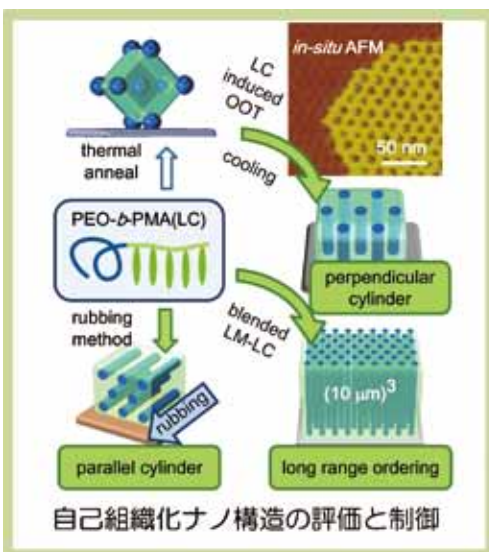 in-situ AFM
LC
induced
OOT
50 nm
thermal
anneal
cooling
PEO-b-PMA(LC)
perpendicular
cylinder
rubbing
method
blended
LM-LC
(10 μm)³
rubbing
parallel cylinder
long range ordering
自己組織化ナノ構造の評価と制御